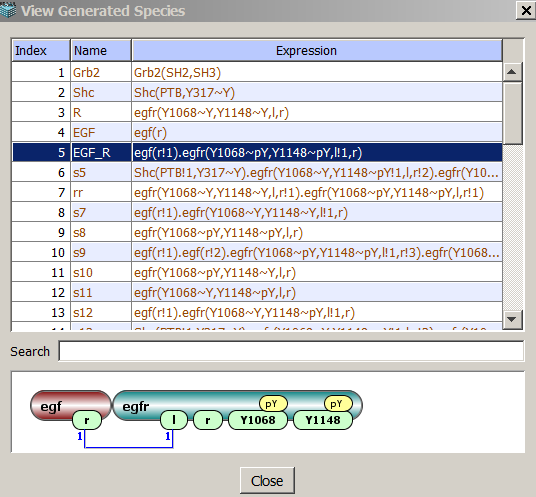 View Generated Species
Index Name Expression
1 Grb2 Grb2(SH2,SH3)
2 Shc Shc(PTB,Y317~Y)
3 R egfr(Y1068~Y,Y1148~Y,l,r)
4 EGF egf(r)
5 EGF_R egf(r!1).egfr(Y1068~pY,Y1148~pY,l!1,r)
6 s5 Shc(PTB!1,Y317~Y).egfr(Y1068~Y,Y1148~pY!1,l,r!2).egfr(Y10...
7 rr egfr(Y1068~Y,Y1148~Y,l,r!1).egfr(Y1068~pY,Y1148~pY,l,r!1)
8 s7 egf(r!1).egfr(Y1068~Y,Y1148~Y,l!1,r)
9 s8 egfr(Y1068~pY,Y1148~pY,l,r)
10 s9 egf(r!1).egf(r!2).egfr(Y1068~pY,Y1148~pY,l!1,r!3).egfr(Y1068...
11 s10 egfr(Y1068~pY,Y1148~Y,l,r)
12 s11 egfr(Y1068~Y,Y1148~pY,l,r)
13 s12 egf(r!1).egfr(Y1068~Y,Y1148~pY,l!1,r)
Search
pY pY
egf egfr
r l r Y1068 Y1148
1 1
Close